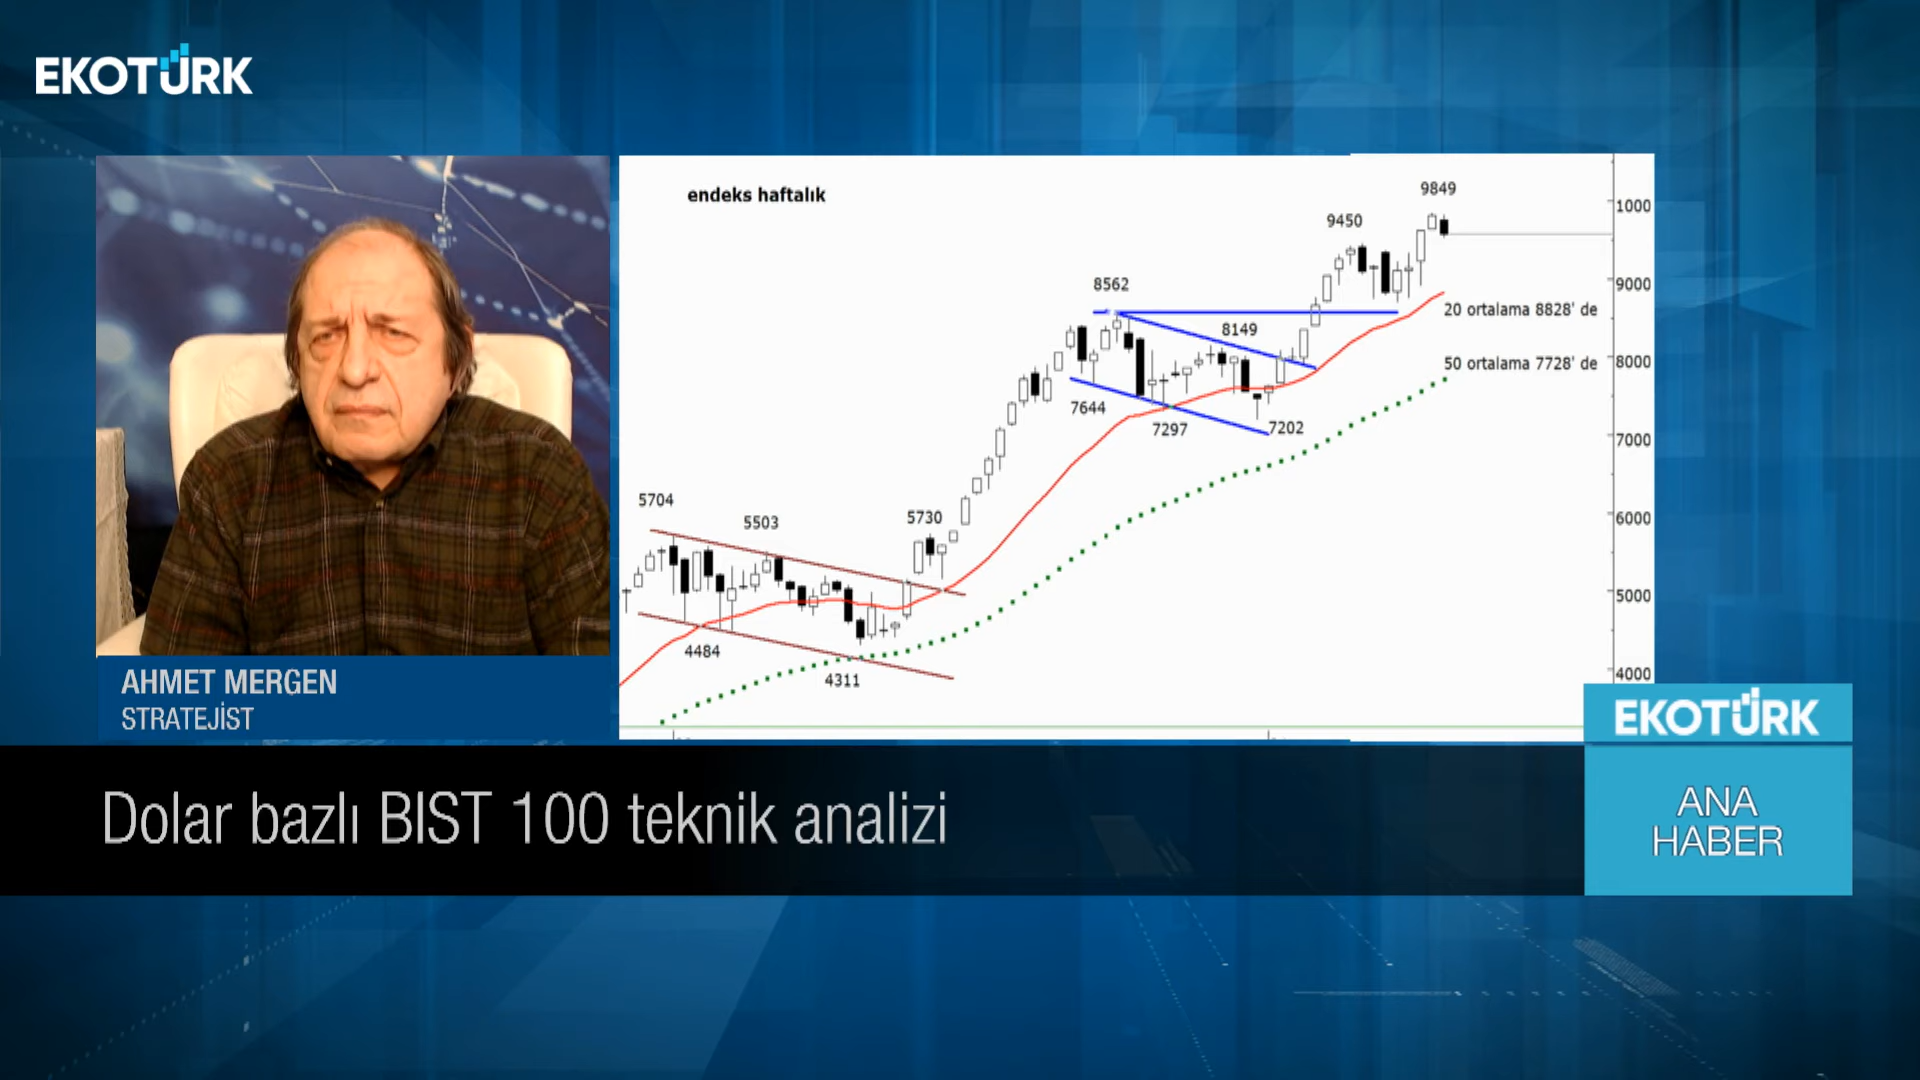 EKOTÜRK
endeks haftalık
9849
9450
8562
8149
7644
7297
7202
5704
5503
5730
4484
4311
20 ortalama 8828' de
50 ortalama 7728' de
1000
9000
8000
7000
6000
5000
4000
AHMET MERGEN
STRATEJİST
EKOTÜRK
Dolar bazlı BIST 100 teknik analizi
ANA
HABER